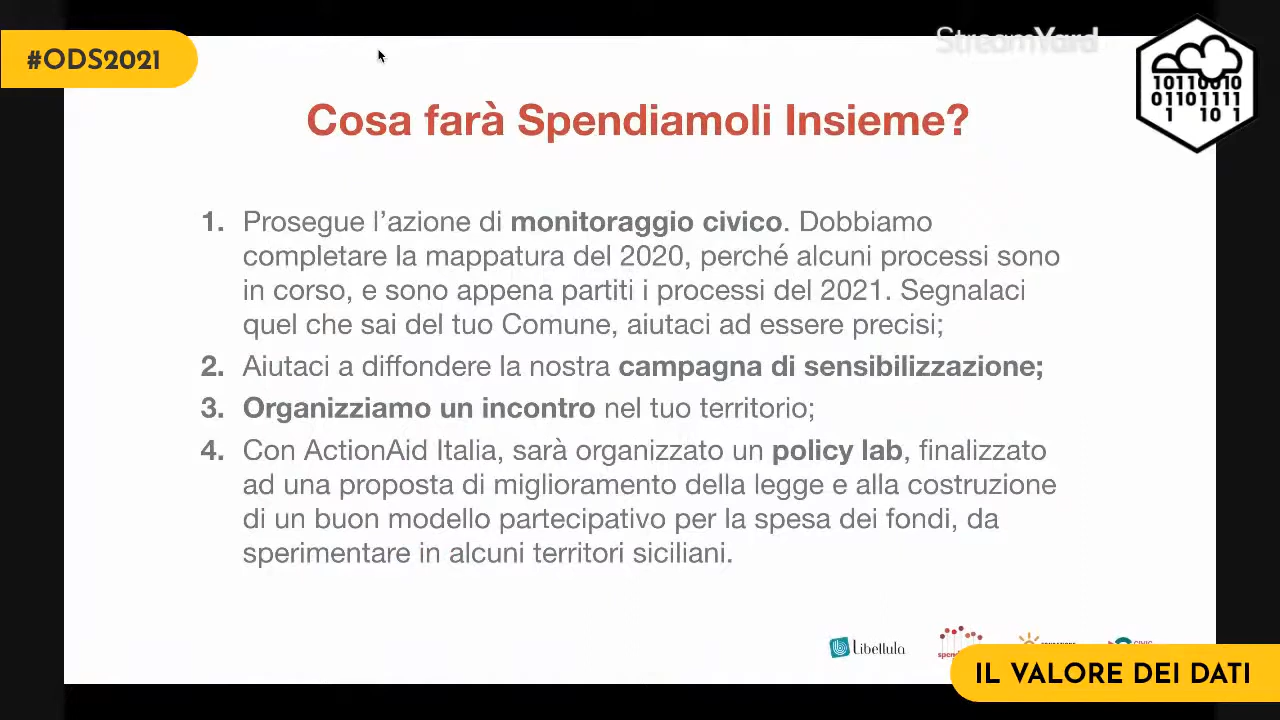 #ODS2021
StreamYard
10110010
01101111
1 10 1
Cosa farà Spendiamoli Insieme?
1. Prosegue l’azione di monitoraggio civico. Dobbiamo
completare la mappatura del 2020, perché alcuni processi sono
in corso, e sono appena partiti i processi del 2021. Segnalaci
quel che sai del tuo Comune, aiutaci ad essere precisi;
2. Aiutaci a diffondere la nostra campagna di sensibilizzazione;
3. Organizziamo un incontro nel tuo territorio;
4. Con ActionAid Italia, sarà organizzato un policy lab, finalizzato
ad una proposta di miglioramento della legge e alla costruzione
di un buon modello partecipativo per la spesa dei fondi, da
sperimentare in alcuni territori siciliani.
Libellula
IL VALORE DEI DATI